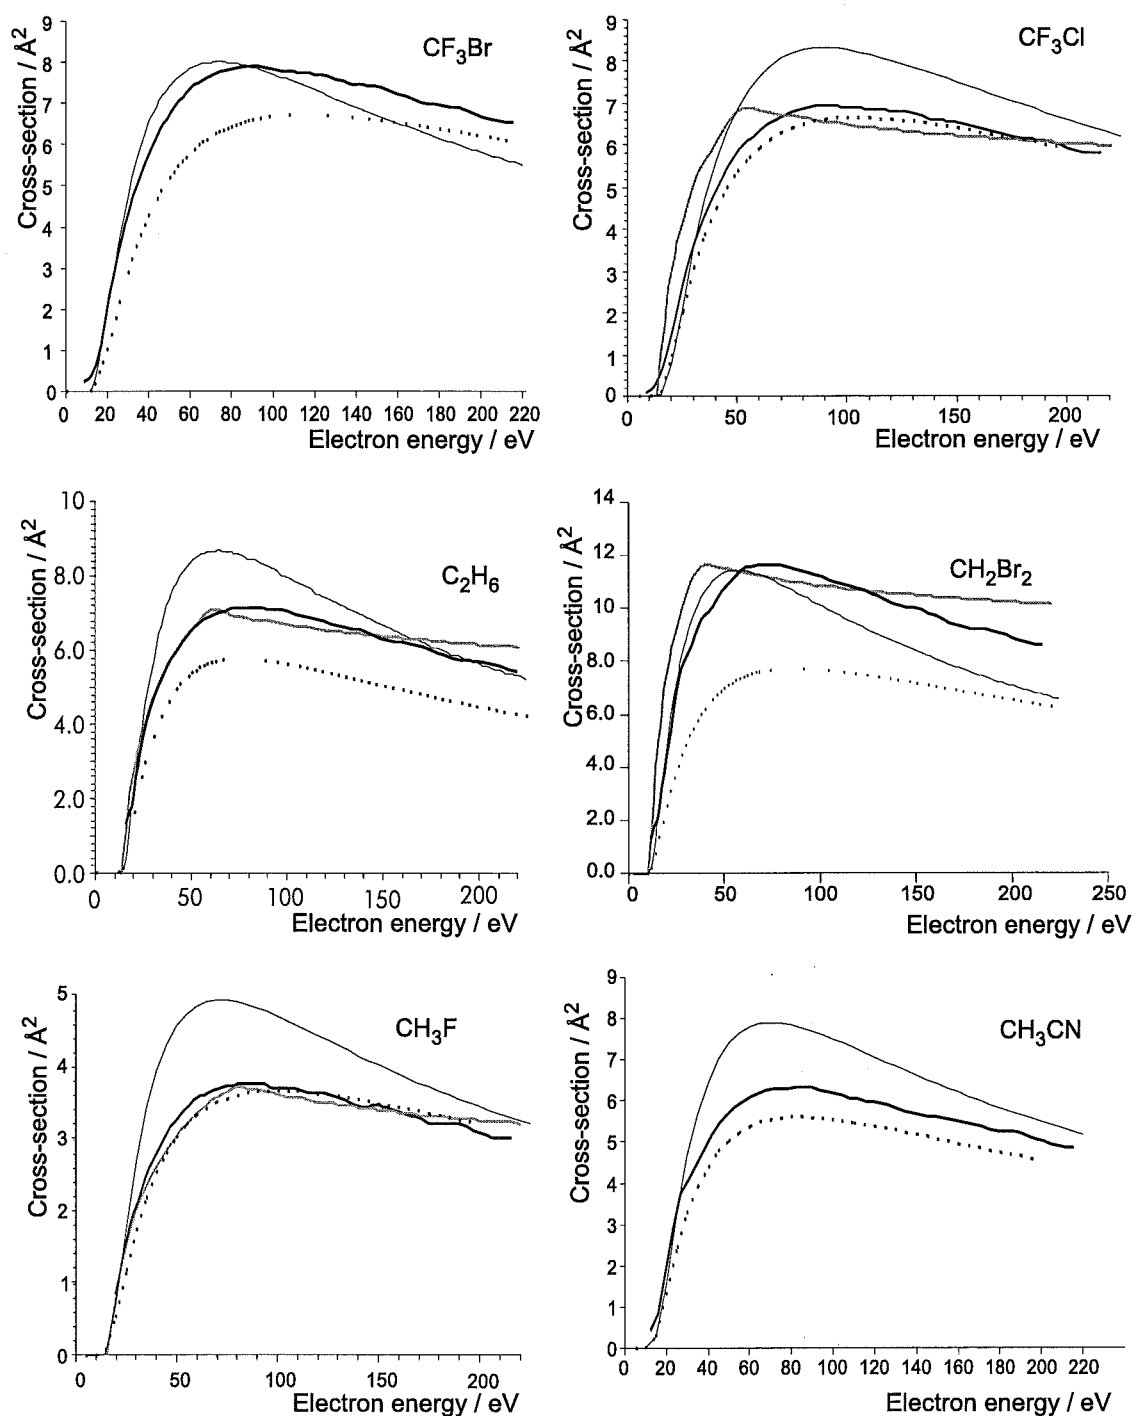 CF3Br
Cross-section / Å2
9
8
7
6
5
4
3
2
1
0
0 20 40 60 80 100 120 140 160 180 200 220
Electron energy / eV
CF3Cl
Cross-section / Å2
9
8
7
6
5
4
3
2
1
0
0 50 100 150 200
Electron energy / eV
C2H6
Cross-section / Å2
10
8.0
6.0
4.0
2.0
0.0
0 50 100 150 200
Electron energy / eV
CH2Br2
Cross-section / Å2
14
12
10
8.0
6.0
4.0
2.0
0.0
0 50 100 150 200 250
Electron energy / eV
CH3F
Cross-section / Å2
5
4
3
2
1
0
0 50 100 150 200
Electron energy / eV
CH3CN
Cross-section / Å2
9
8
7
6
5
4
3
2
1
0
0 20 40 60 80 100 120 140 160 180 200 220
Electron energy / eV